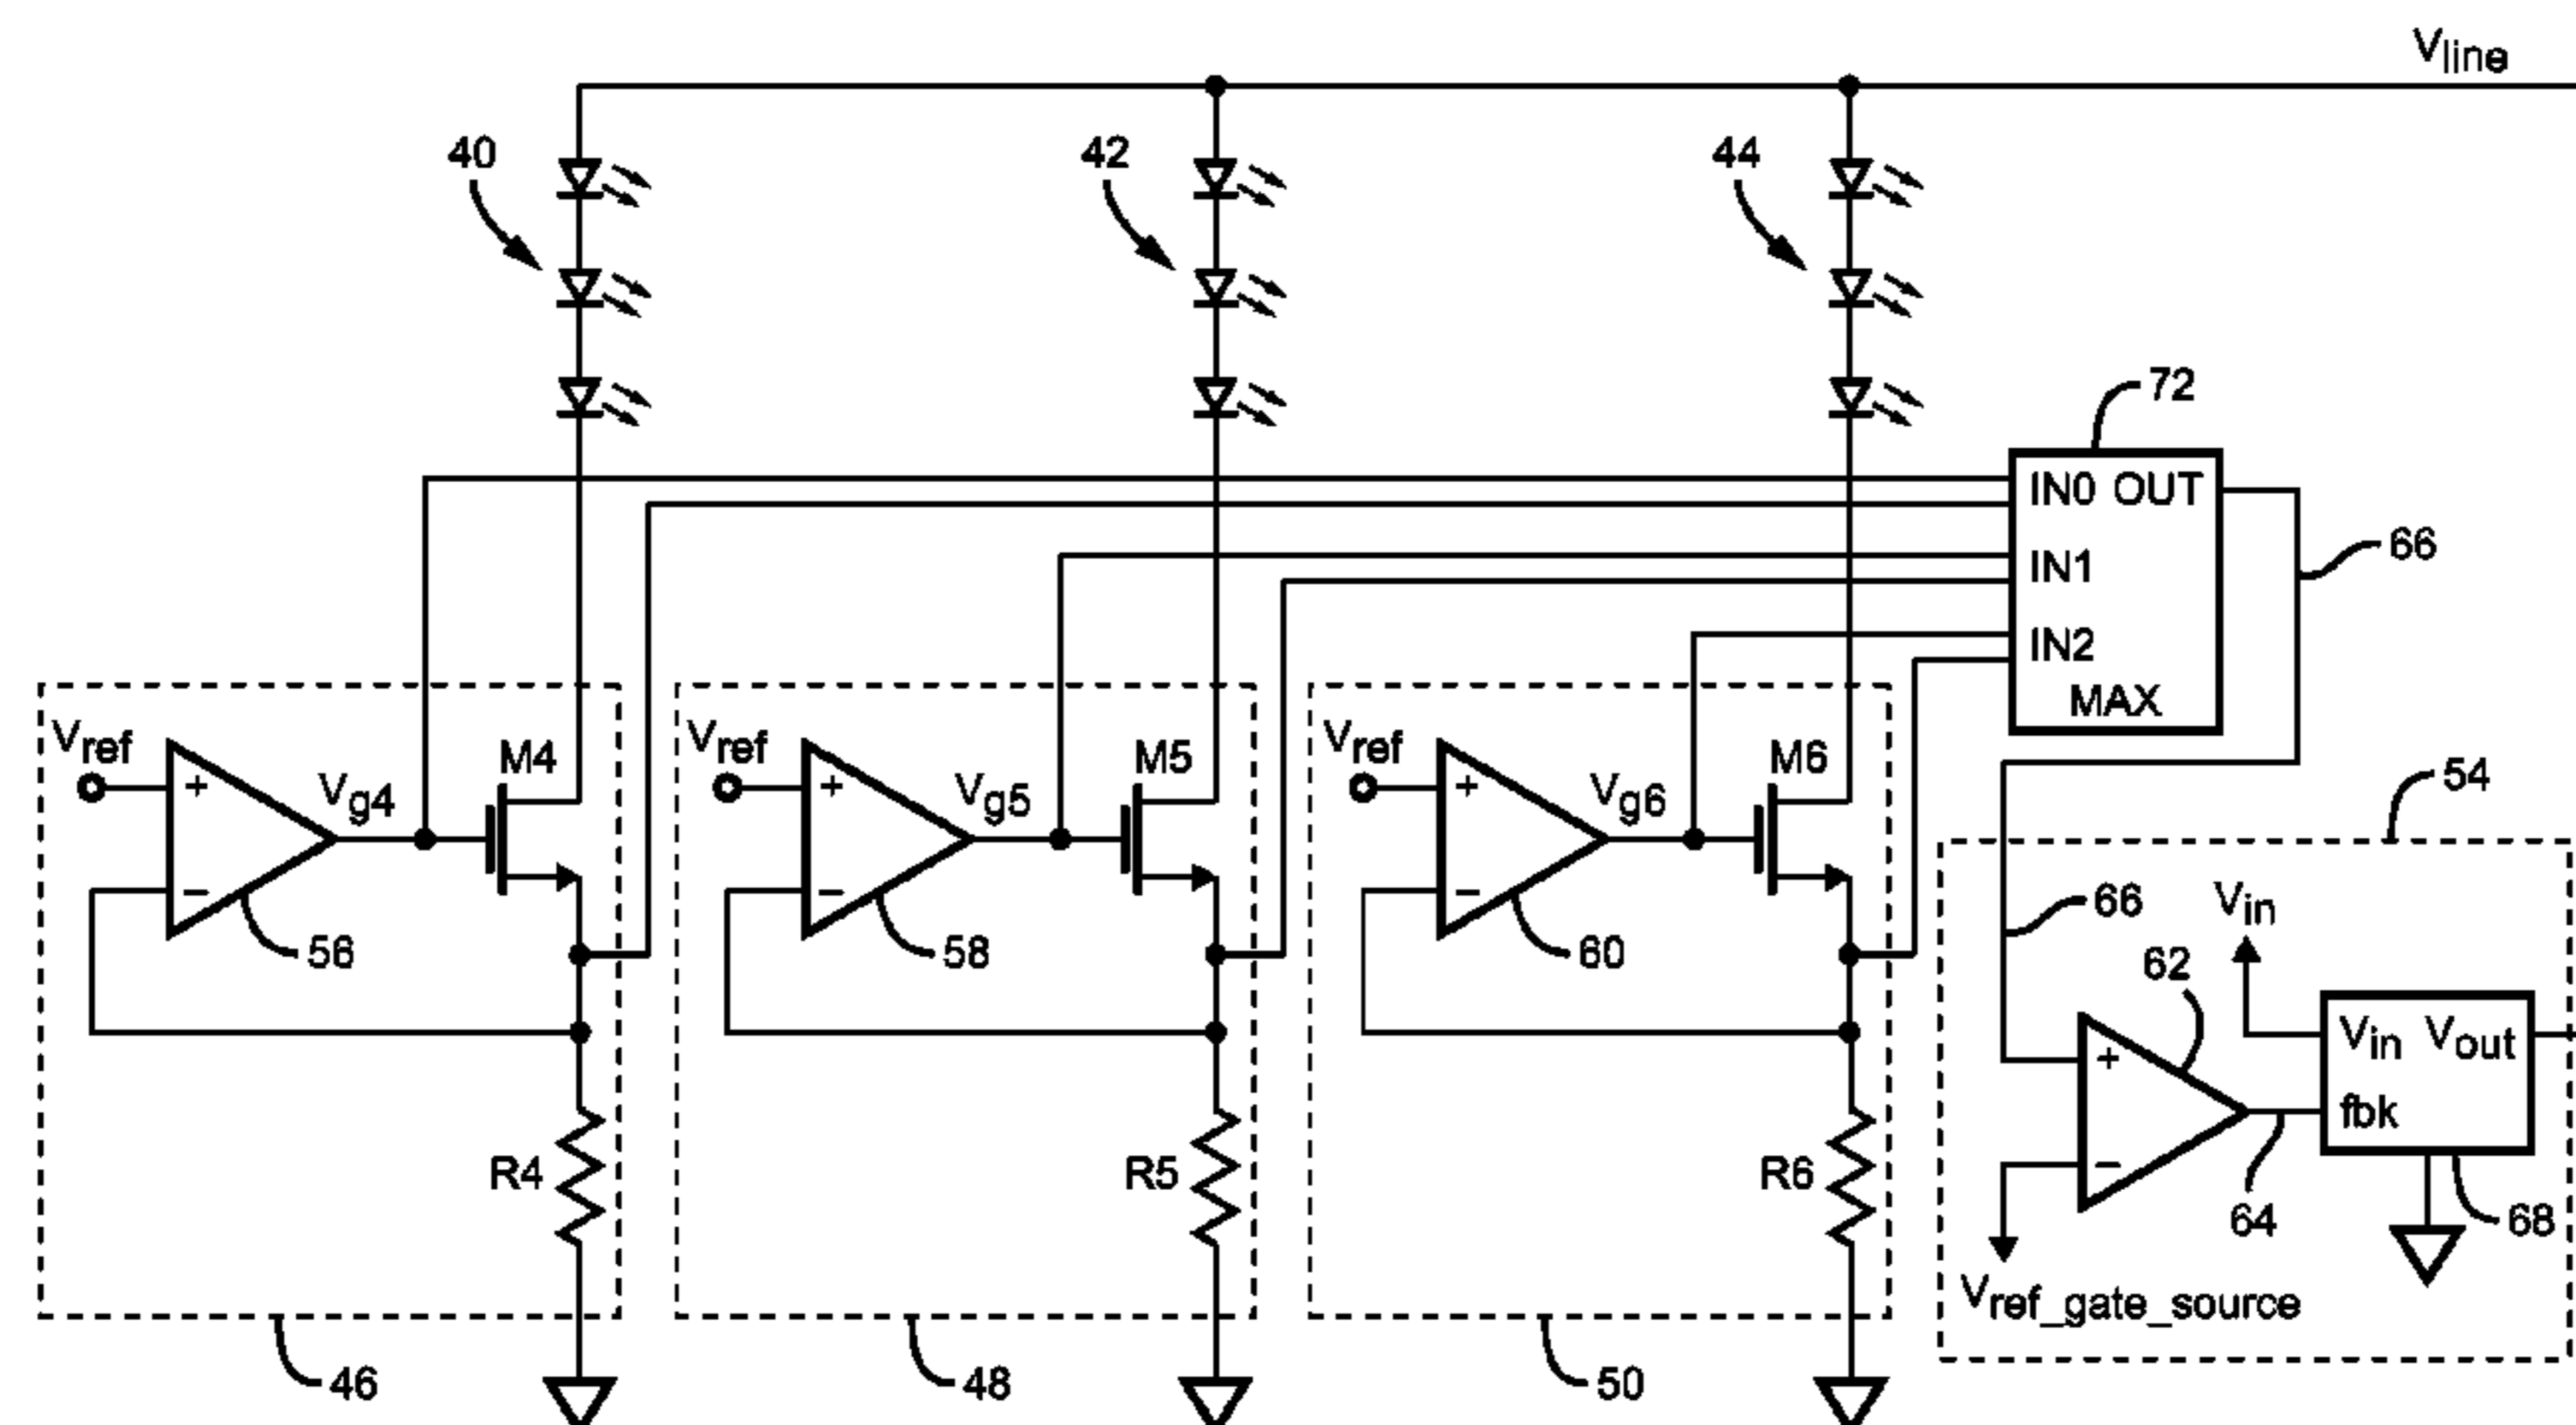 Vline
40
42
44
72
IN0 OUT
66
IN1
IN2
MAX
Vref
+
−
Vg4
M4
56
R4
46
Vref
+
−
Vg5
M5
58
R5
48
Vref
+
−
Vg6
M6
60
R6
50
54
66
Vin
62
+
−
Vin Vout
fbk
64
68
Vref_gate_source